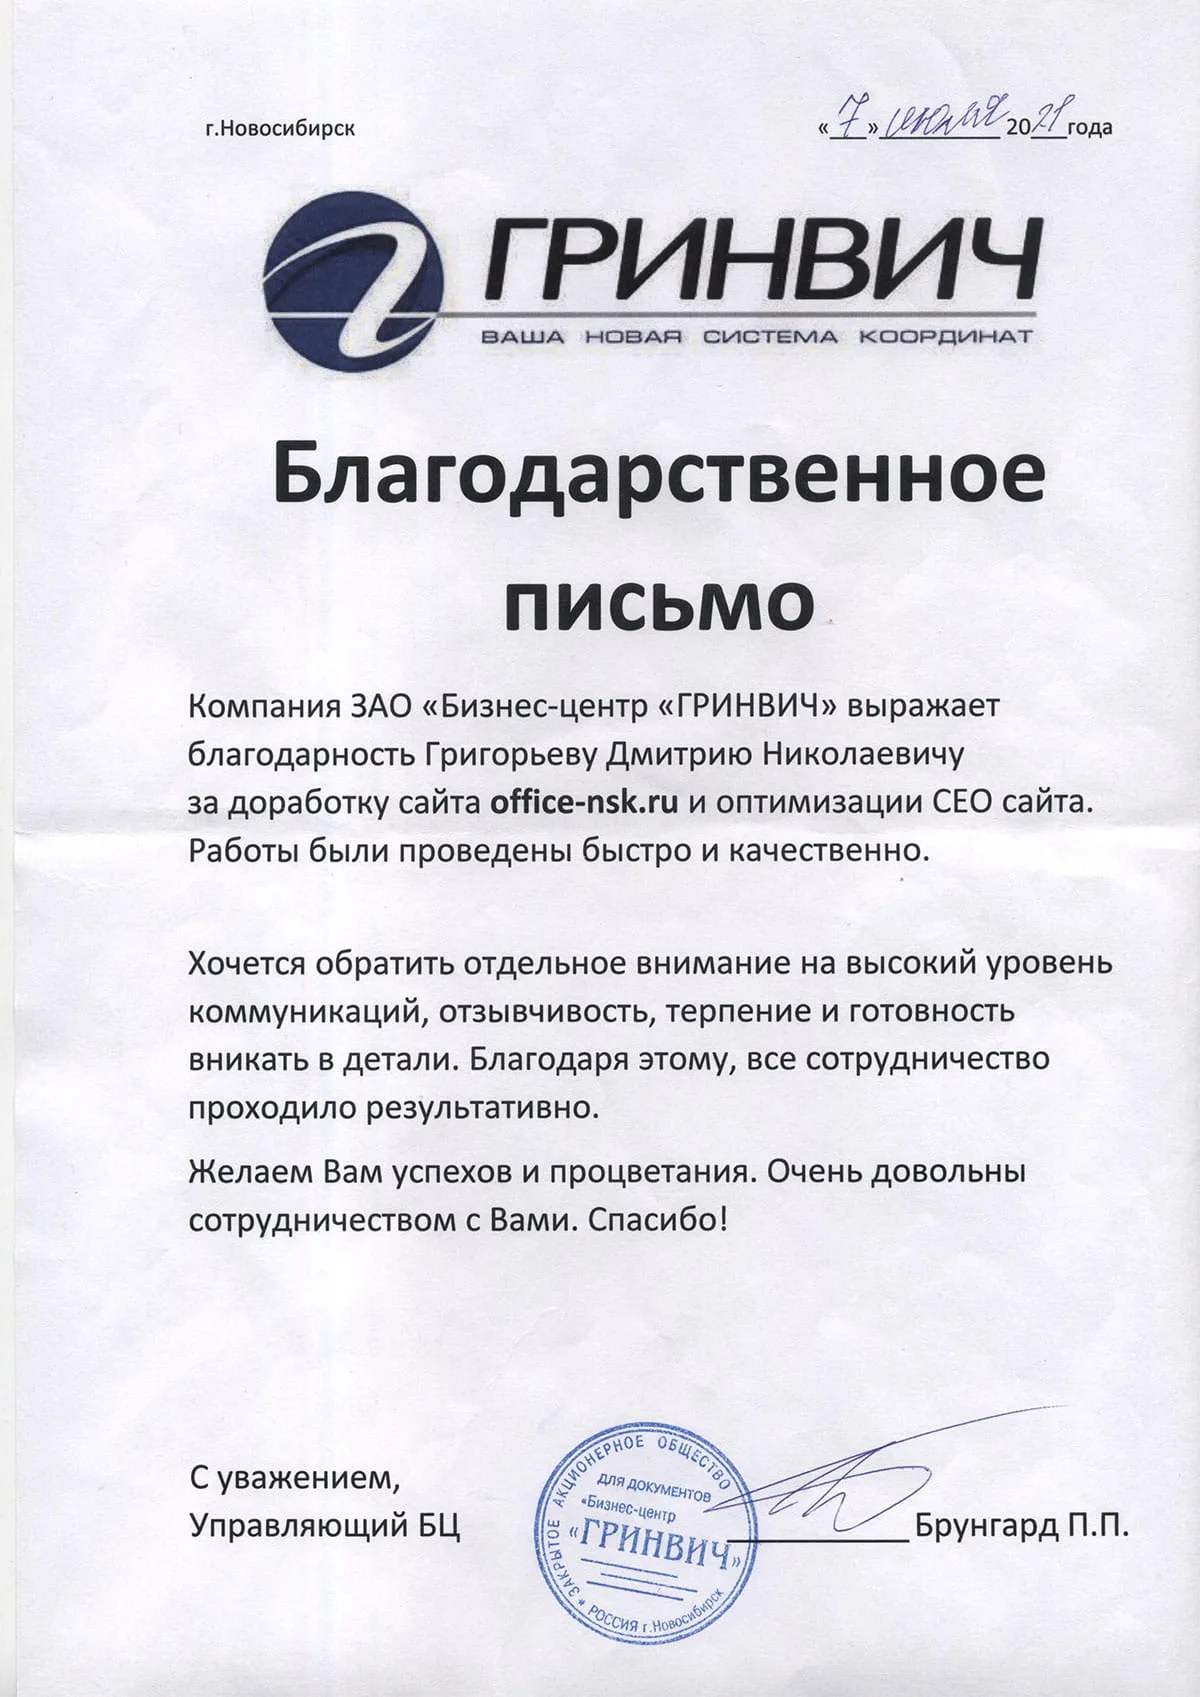 г.Новосибирск
«7» июля 2021 года
ГРИНВИЧ
ВАША НОВАЯ СИСТЕМА КООРДИНАТ
Благодарственное
письмо
Компания ЗАО «Бизнес-центр «ГРИНВИЧ» выражает
благодарность Григорьеву Дмитрию Николаевичу
за доработку сайта office-nsk.ru и оптимизации СЕО сайта.
Работы были проведены быстро и качественно.
Хочется обратить отдельное внимание на высокий уровень
коммуникаций, отзывчивость, терпение и готовность
вникать в детали. Благодаря этому, все сотрудничество
проходило результативно.
Желаем Вам успехов и процветания. Очень довольны
сотрудничеством с Вами. Спасибо!
С уважением,
Управляющий БЦ
Брунгард П.П.
* ЗАКРЫТОЕ АКЦИОНЕРНОЕ ОБЩЕСТВО
ДЛЯ ДОКУМЕНТОВ
«Бизнес-центр
«ГРИНВИЧ»
* РОССИЯ г.Новосибирск